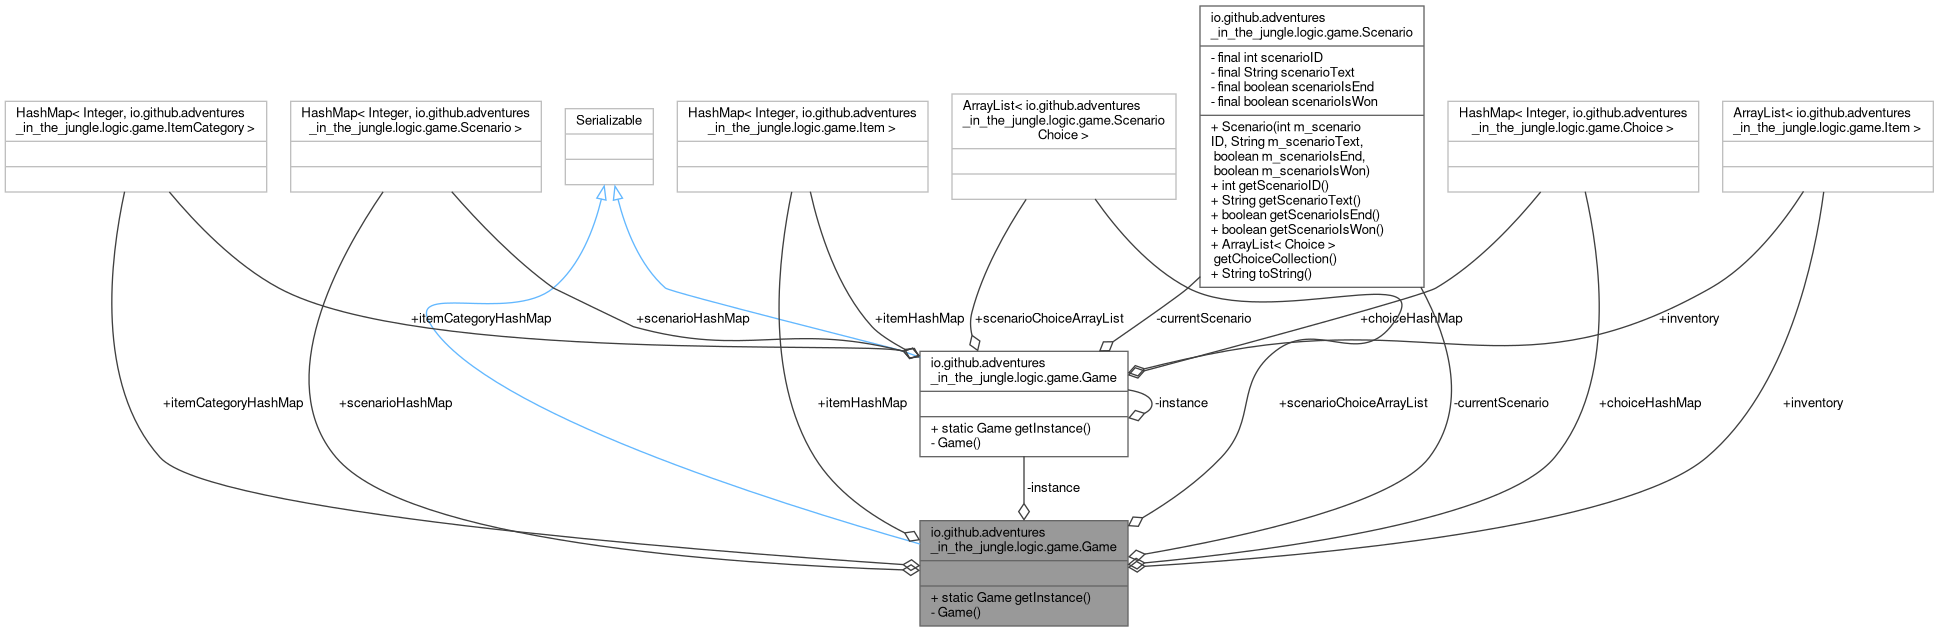 io.github.adventures
_in_the_jungle.logic.game.Scenario
- final int scenarioID
- final String scenarioText
- final boolean scenarioIsEnd
- final boolean scenarioIsWon
+ Scenario(int m_scenario
ID, String m_scenarioText,
boolean m_scenarioIsEnd,
boolean m_scenarioIsWon)
+ int getScenarioID()
+ String getScenarioText()
+ boolean getScenarioIsEnd()
+ boolean getScenarioIsWon()
+ ArrayList< Choice >
getChoiceCollection()
+ String toString()
HashMap< Integer, io.github.adventures
_in_the_jungle.logic.game.ItemCategory >
HashMap< Integer, io.github.adventures
_in_the_jungle.logic.game.Scenario >
Serializable
HashMap< Integer, io.github.adventures
_in_the_jungle.logic.game.Item >
ArrayList< io.github.adventures
_in_the_jungle.logic.game.Scenario
Choice >
HashMap< Integer, io.github.adventures
_in_the_jungle.logic.game.Choice >
ArrayList< io.github.adventures
_in_the_jungle.logic.game.Item >
+itemCategoryHashMap
+scenarioHashMap
+itemHashMap
+scenarioChoiceArrayList
-currentScenario
+choiceHashMap
+inventory
io.github.adventures
_in_the_jungle.logic.game.Game
+ static Game getInstance()
- Game()
+itemCategoryHashMap
+scenarioHashMap
+itemHashMap
-instance
+scenarioChoiceArrayList
-currentScenario
+choiceHashMap
+inventory
-instance
io.github.adventures
_in_the_jungle.logic.game.Game
+ static Game getInstance()
- Game()